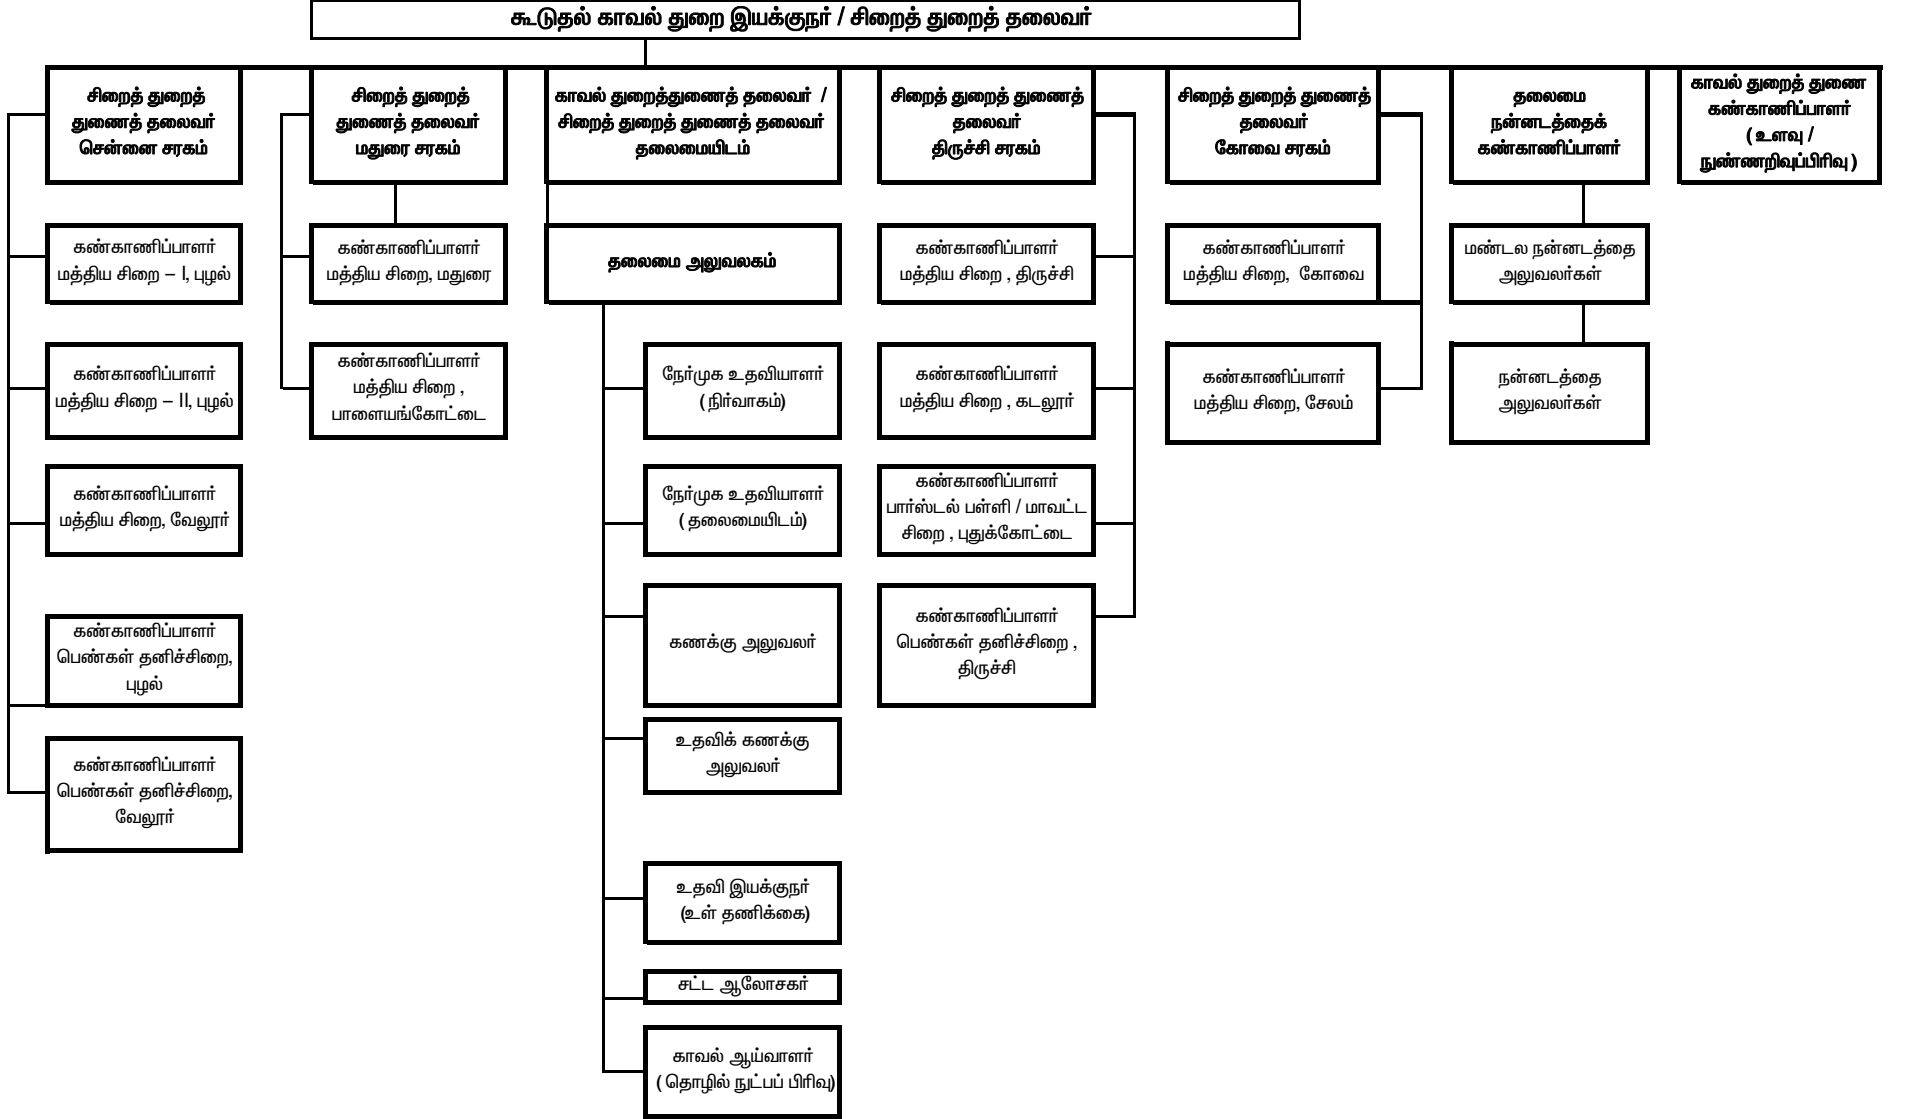 கூடுதல் காவல் துறை இயக்குநர் / சிறைத் துறைத் தலைவர்
சிறைத் துறைத்
துணைத் தலைவர்
சென்னை சரகம்
கண்காணிப்பாளர்
மத்திய சிறை – I, புழல்
கண்காணிப்பாளர்
மத்திய சிறை – II, புழல்
கண்காணிப்பாளர்
மத்திய சிறை, வேலூர்
கண்காணிப்பாளர்
பெண்கள் தனிச்சிறை,
புழல்
கண்காணிப்பாளர்
பெண்கள் தனிச்சிறை,
வேலூர்
சிறைத் துறைத்
துணைத் தலைவர்
மதுரை சரகம்
கண்காணிப்பாளர்
மத்திய சிறை, மதுரை
கண்காணிப்பாளர்
மத்திய சிறை ,
பாளையங்கோட்டை
காவல் துறைத்துணைத் தலைவர் /
சிறைத் துறைத் துணைத் தலைவர்
தலைமையிடம்
தலைமை அலுவலகம்
நேர்முக உதவியாளர்
( நிர்வாகம்)
நேர்முக உதவியாளர்
( தலைமையிடம்)
கணக்கு அலுவலர்
உதவிக் கணக்கு
அலுவலர்
உதவி இயக்குநர்
(உள் தணிக்கை)
சட்ட ஆலோசகர்
காவல் ஆய்வாளர்
( தொழில் நுட்பப் பிரிவு)
சிறைத் துறைத் துணைத்
தலைவர்
திருச்சி சரகம்
கண்காணிப்பாளர்
மத்திய சிறை , திருச்சி
கண்காணிப்பாளர்
மத்திய சிறை , கடலூர்
கண்காணிப்பாளர்
பார்ஸ்டல் பள்ளி / மாவட்ட
சிறை , புதுக்கோட்டை
கண்காணிப்பாளர்
பெண்கள் தனிச்சிறை ,
திருச்சி
சிறைத் துறைத் துணைத்
தலைவர்
கோவை சரகம்
கண்காணிப்பாளர்
மத்திய சிறை, கோவை
கண்காணிப்பாளர்
மத்திய சிறை, சேலம்
தலைமை
நன்னடத்தைக்
கண்காணிப்பாளர்
மண்டல நன்னடத்தை
அலுவலர்கள்
நன்னடத்தை
அலுவலர்கள்
காவல் துறைத் துணை
கண்காணிப்பாளர்
( உளவு /
நுண்ணறிவுப்பிரிவு )